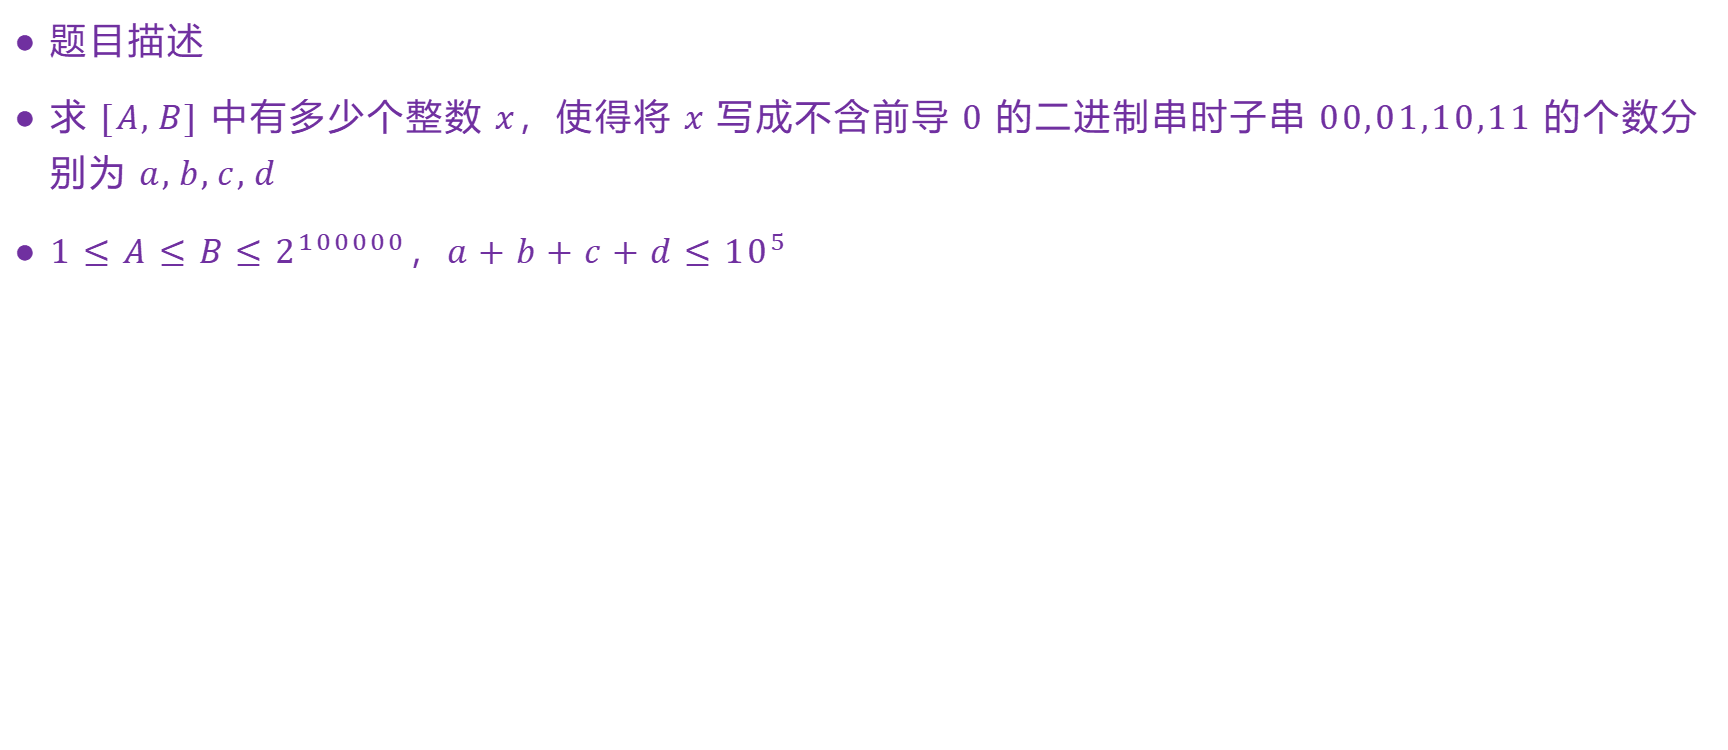 ● 题目描述
● 求 [A, B] 中有多少个整数 x，使得将 x 写成不含前导 0 的二进制串时子串 00,01,10,11 的个数分
别为 a, b, c, d
● 1 ≤ A ≤ B ≤ 2^{100000}，a + b + c + d ≤ 10^5